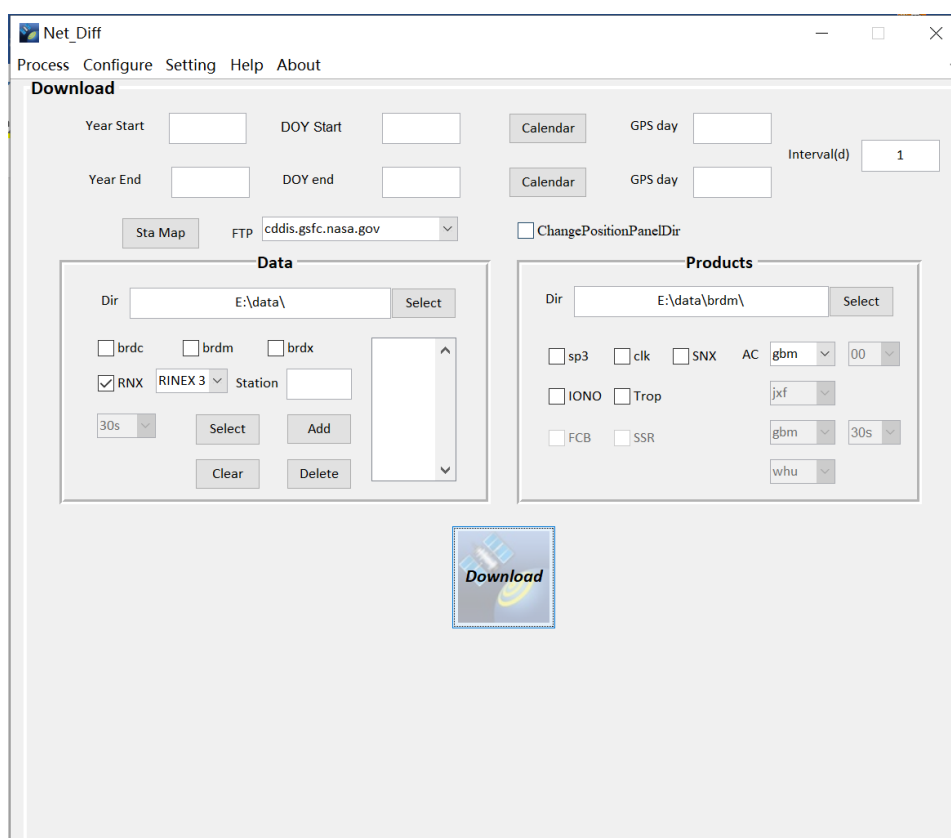 Net_Diff
Process Configure Setting Help About
Download
Year Start DOY Start Calendar GPS day
Interval(d) 1
Year End DOY end Calendar GPS day
Sta Map FTP cddis.gsfc.nasa.gov ChangePositionPanelDir
Data
Dir E:\data\ Select
brdc brdm brdx
RNX RINEX 3 Station
30s Select Add
Clear Delete
Products
Dir E:\data\brdm\ Select
sp3 clk SNX AC gbm 00
IONO Trop jxf
FCB SSR gbm 30s
whu
Download